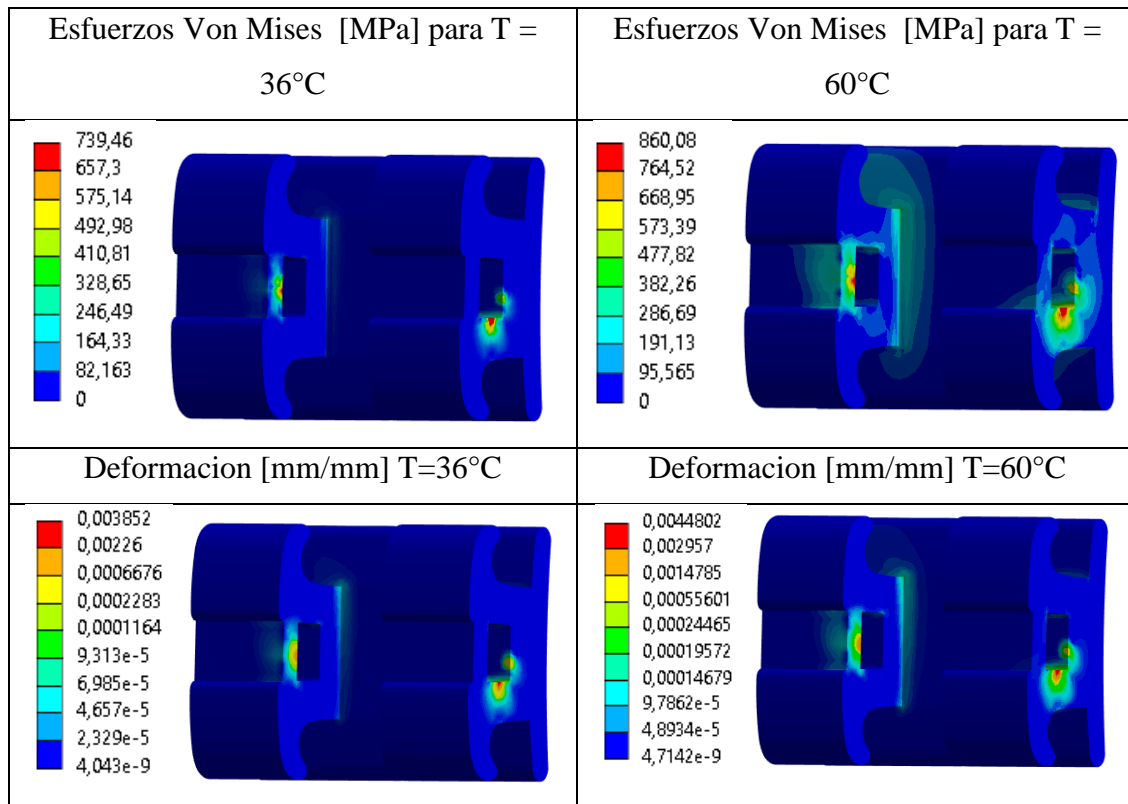 Esfuerzos Von Mises [MPa] para T =
36°C
Esfuerzos Von Mises [MPa] para T =
60°C
739,46
657,3
575,14
492,98
410,81
328,65
246,49
164,33
82,163
0
860,08
764,52
668,95
573,39
477,82
382,26
286,69
191,13
95,565
0
Deformacion [mm/mm] T=36°C
Deformacion [mm/mm] T=60°C
0,003852
0,00226
0,0006676
0,0002283
0,0001164
9,313e-5
6,985e-5
4,657e-5
2,329e-5
4,043e-9
0,0044802
0,002957
0,0014785
0,00055601
0,00024465
0,00019572
0,00014679
9,7862e-5
4,8934e-5
4,7142e-9